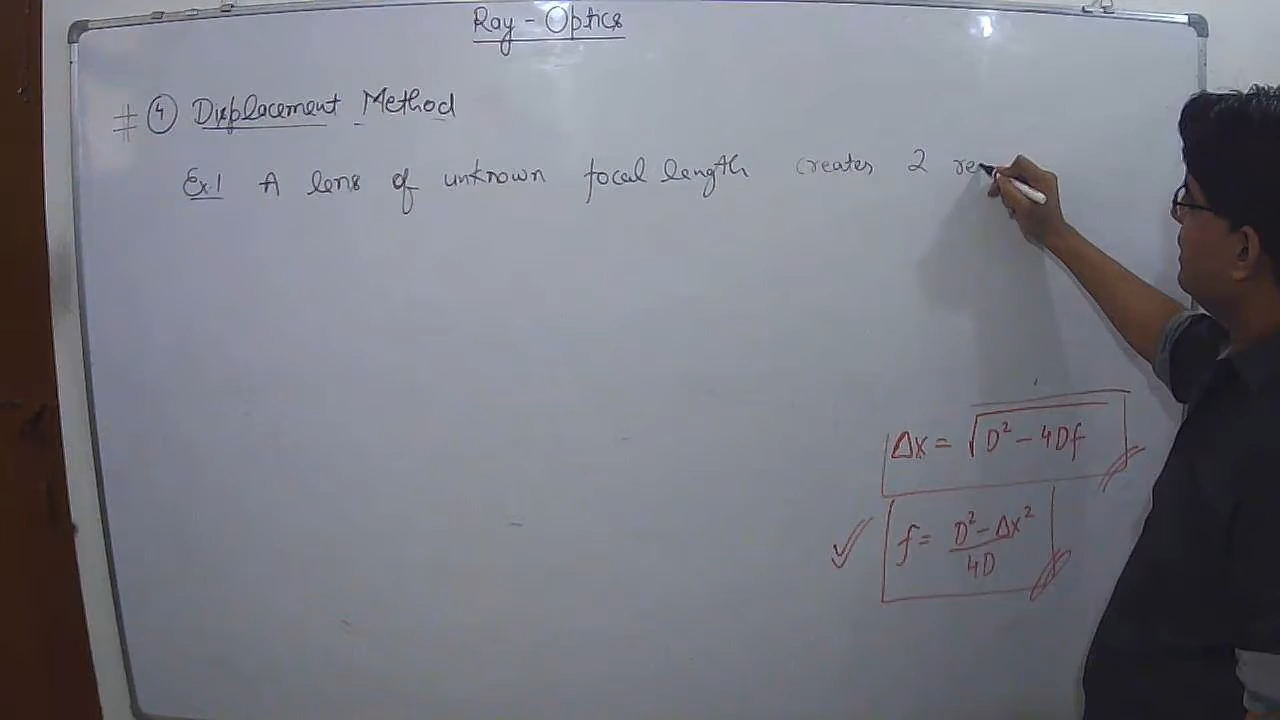 Ray - Optics
# ④ Displacement Method
Ex.1 A lens of unknown focal length creates 2 rea
Δx = √D² - 4Df
f = D² - Δx² / 4D